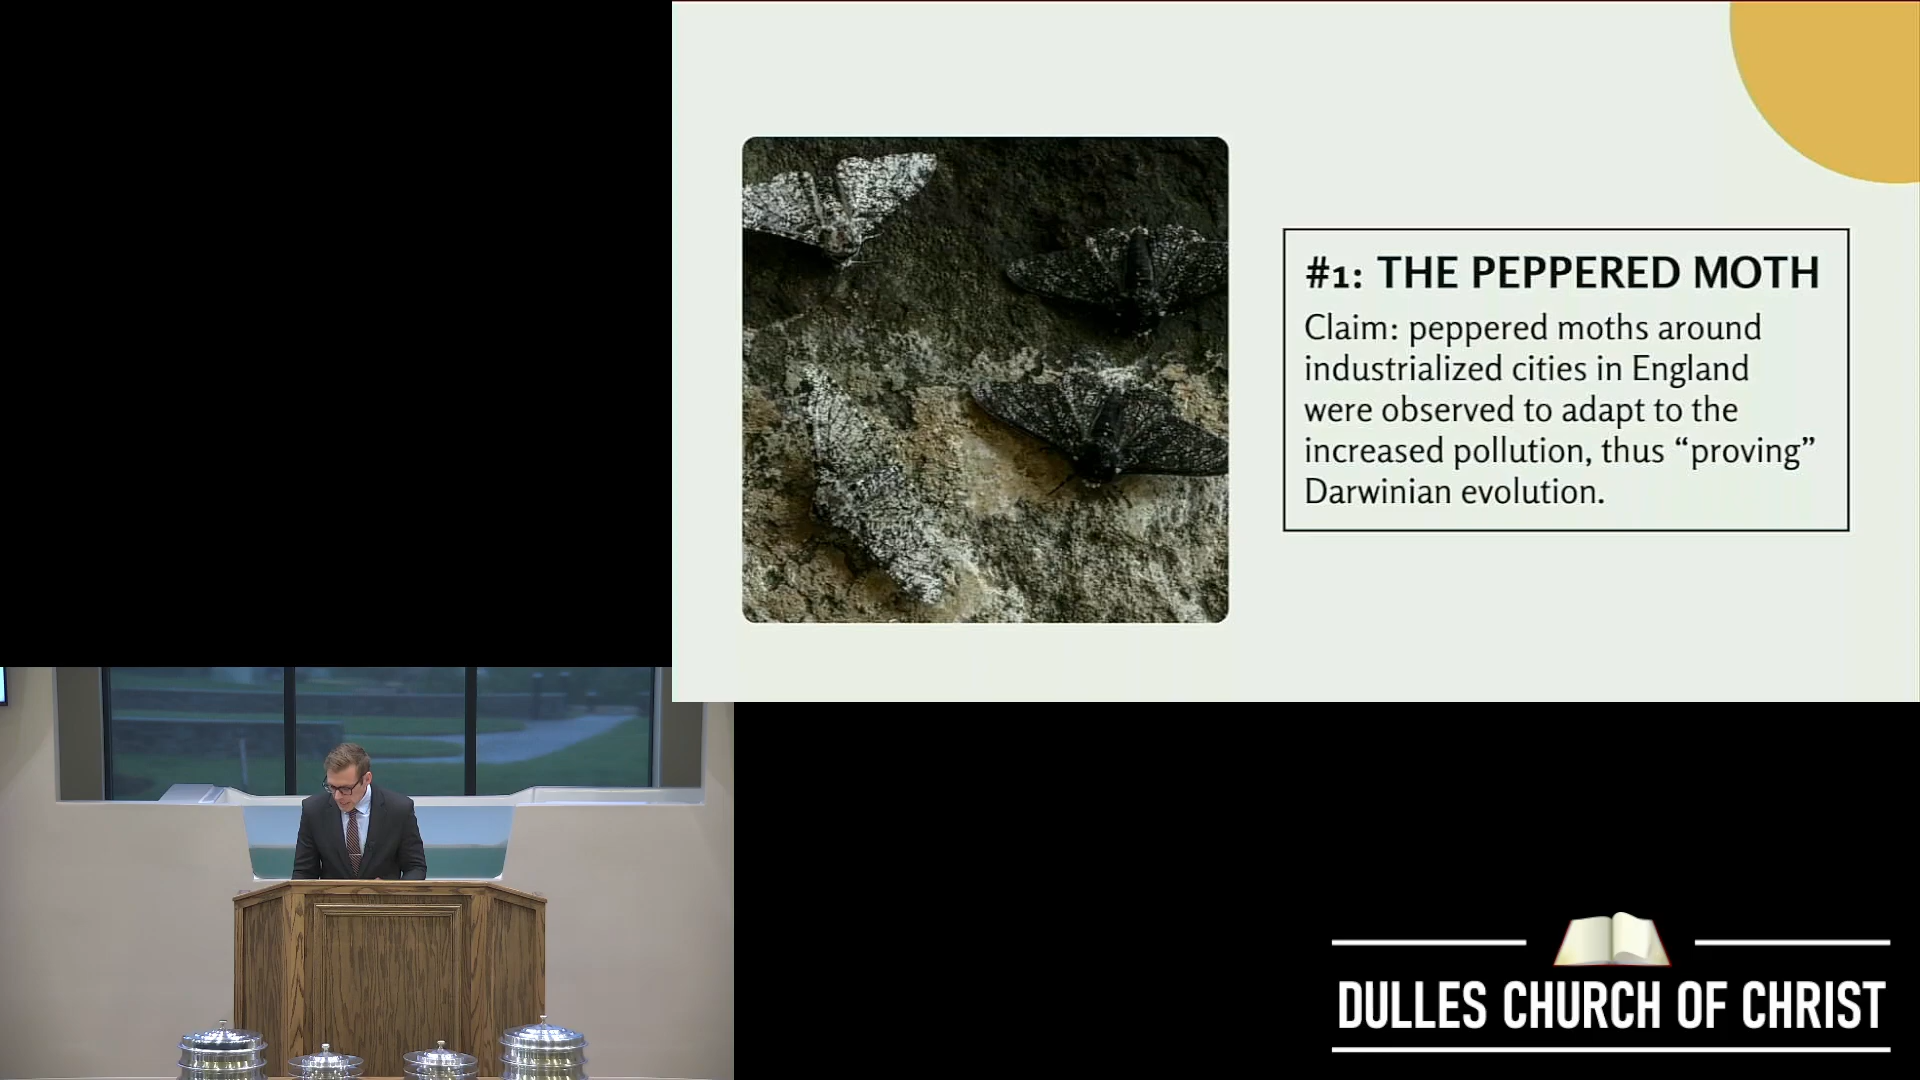 #1: THE PEPPERED MOTH
Claim: peppered moths around
industrialized cities in England
were observed to adapt to the
increased pollution, thus “proving”
Darwinian evolution.
DULLES CHURCH OF CHRIST